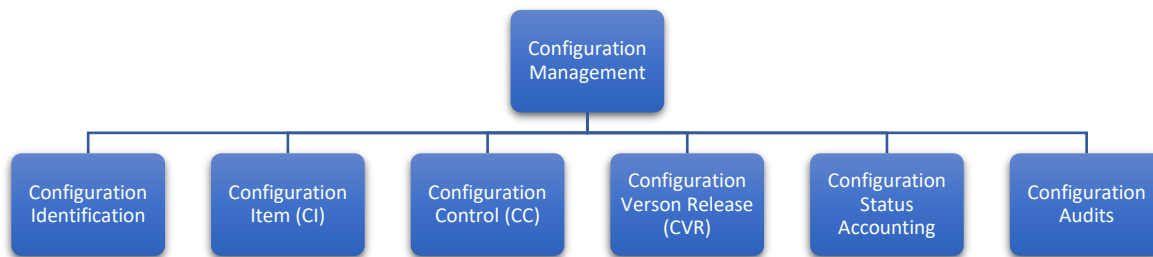 Configuration
Management
Configuration
Identification
Configuration
Item (CI)
Configuration
Control (CC)
Configuration
Verson Release
(CVR)
Configuration
Status
Accounting
Configuration
Audits